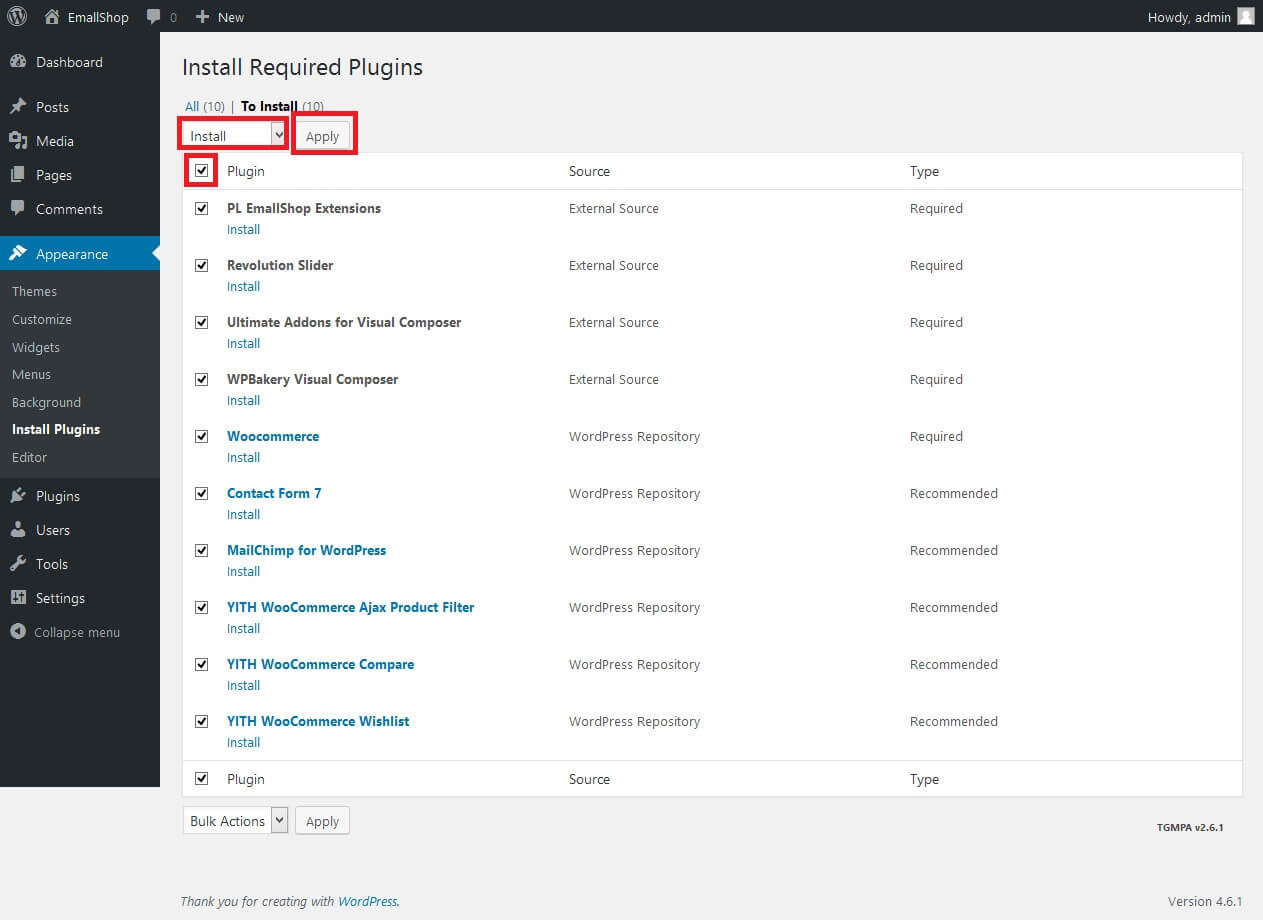 EmallShop 0 New Howdy, admin
Dashboard
Posts
Media
Pages
Comments
Appearance
Themes
Customize
Widgets
Menus
Background
Install Plugins
Editor
Plugins
Users
Tools
Settings
Collapse menu
Install Required Plugins
All (10) | To Install (10)
Install Apply
Plugin Source Type
PL EmallShop Extensions External Source Required
Install
Revolution Slider External Source Required
Install
Ultimate Addons for Visual Composer External Source Required
Install
WPBakery Visual Composer External Source Required
Install
Woocommerce WordPress Repository Required
Install
Contact Form 7 WordPress Repository Recommended
Install
MailChimp for WordPress WordPress Repository Recommended
Install
YITH WooCommerce Ajax Product Filter WordPress Repository Recommended
Install
YITH WooCommerce Compare WordPress Repository Recommended
Install
YITH WooCommerce Wishlist WordPress Repository Recommended
Install
Plugin Source Type
Bulk Actions Apply
TGMPA v2.6.1
Thank you for creating with WordPress. Version 4.6.1